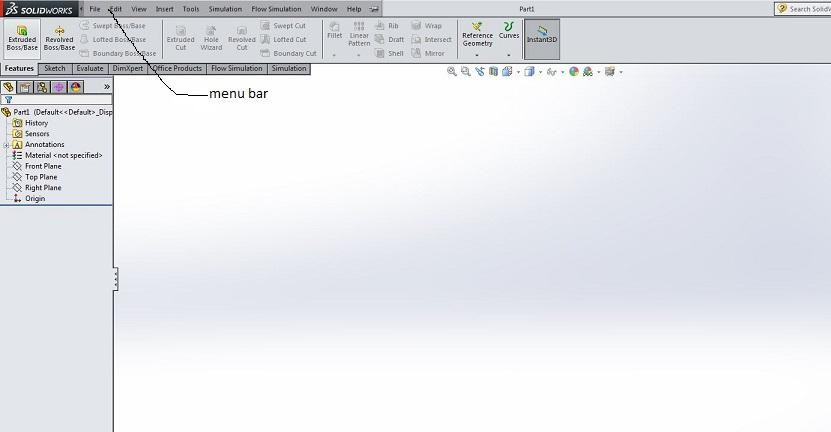 SOLIDWORKS File Edit View Insert Tools Simulation Flow Simulation Window Help Part1 Search SolidW
Extruded Boss/Base
Revolved Boss/Base
Swept Boss/Base
Lofted Boss/Base
Boundary Boss/Base
Extruded Cut
Hole Wizard
Revolved Cut
Swept Cut
Lofted Cut
Boundary Cut
Fillet
Linear Pattern
Rib
Draft
Shell
Wrap
Intersect
Mirror
Reference Geometry
Curves
Instant3D
Features Sketch Evaluate DimXpert Office Products Flow Simulation Simulation
menu bar
Part1 (Default<<Default>_Disp
History
Sensors
A Annotations
Material <not specified>
Front Plane
Top Plane
Right Plane
Origin